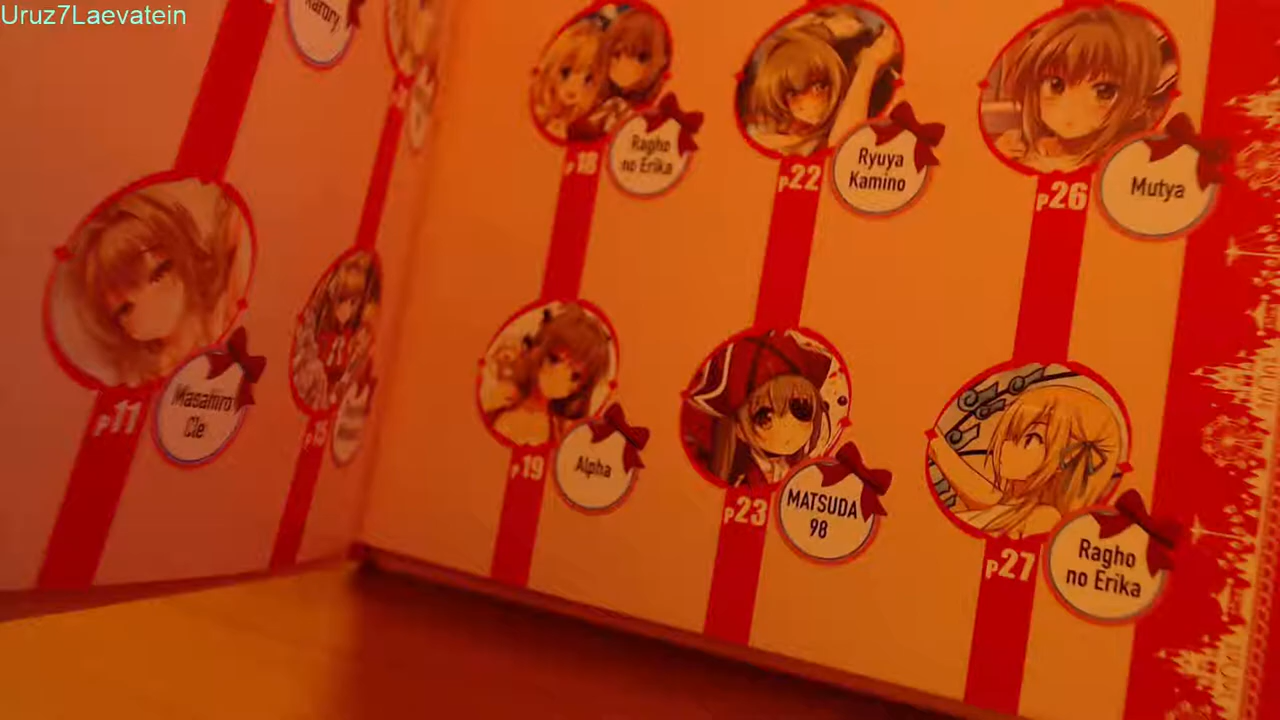 Uruz7Laevatein
p11
Masahiro
Cle
p15
p18
Ragho
no Erika
p22
Ryuya
Kamino
p26
Mutya
p19
Alpha
p23
MATSUDA
98
p27
Ragho
no Erika